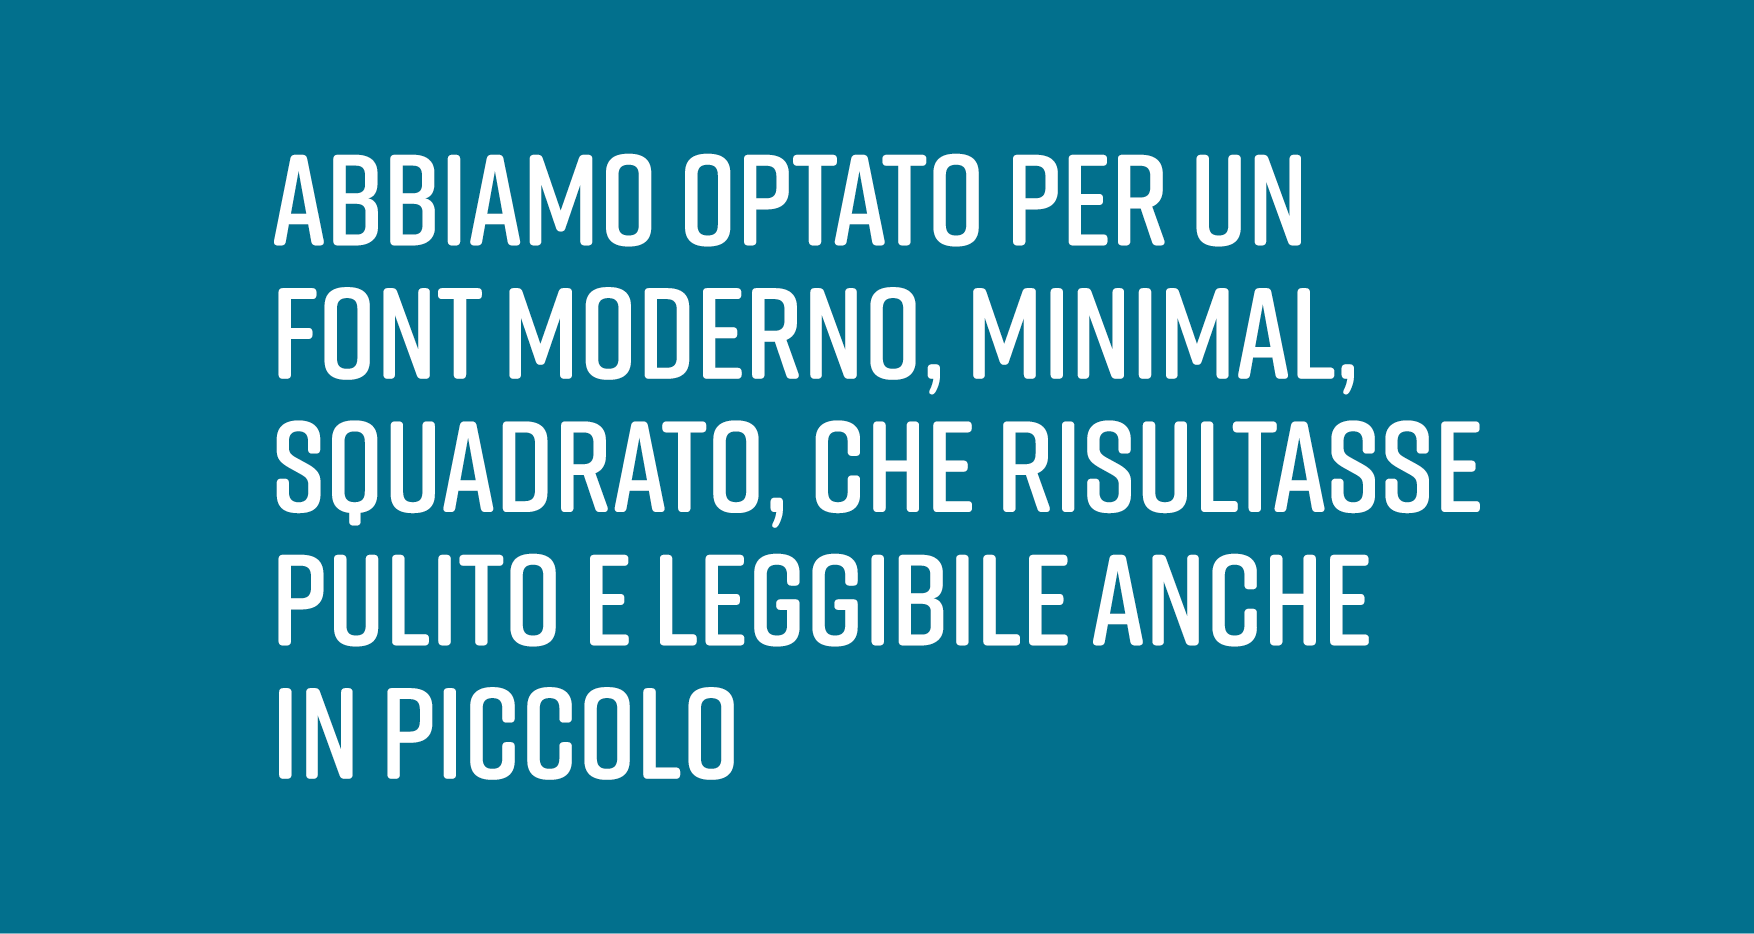 ABBIAMO OPTATO PER UN
FONT MODERNO, MINIMAL,
SQUADRATO, CHE RISULTASSE
PULITO E LEGGIBILE ANCHE
IN PICCOLO